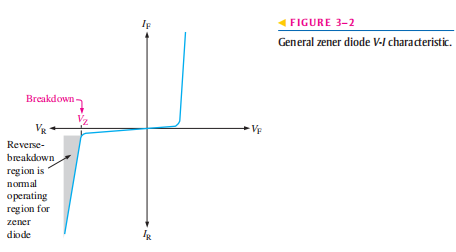 I_F
◄ FIGURE 3–2
General zener diode V-I characteristic.
Breakdown
V_Z
V_R
V_F
Reverse-
breakdown
region is
normal
operating
region for
zener
diode
I_R